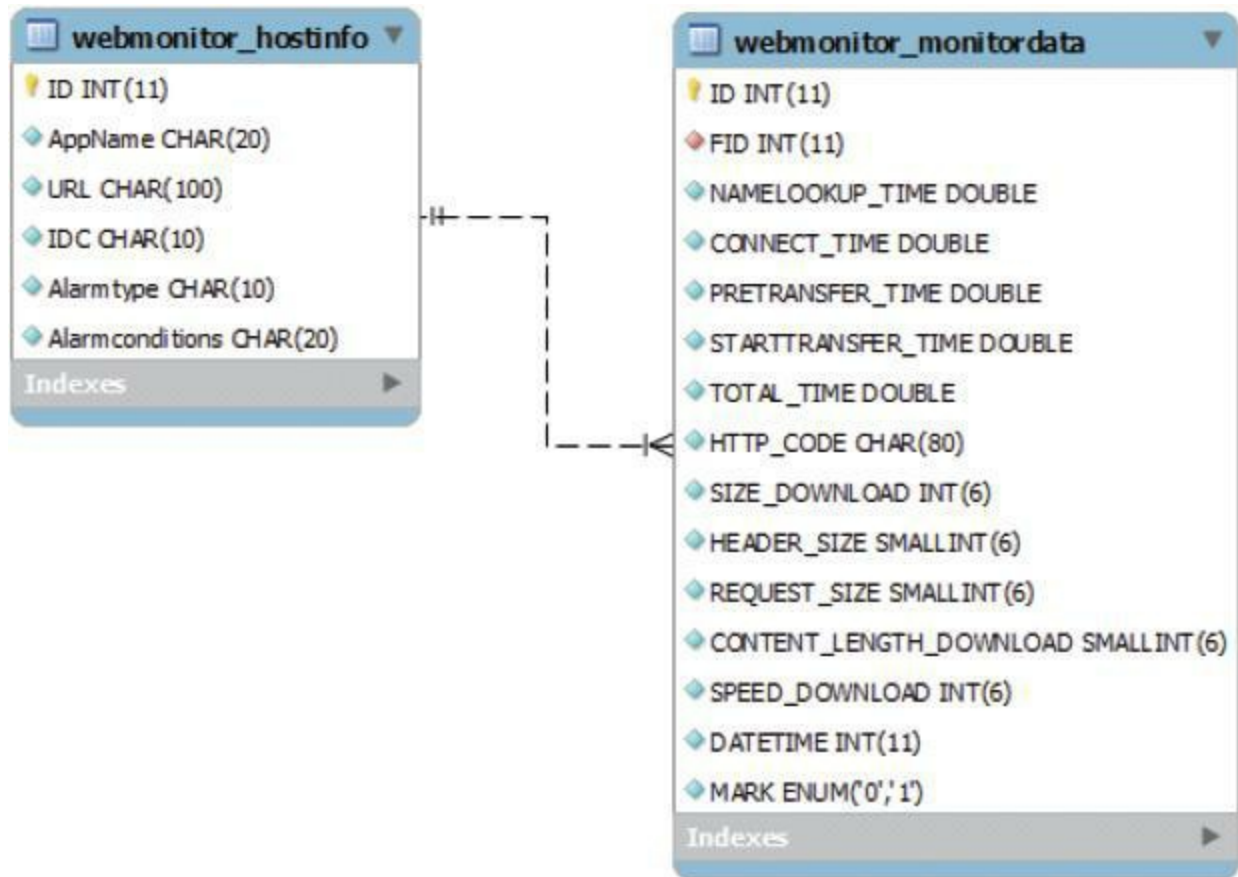 webmonitor_hostinfo
ID INT(11)
AppName CHAR(20)
URL CHAR(100)
IDC CHAR(10)
Alarmtype CHAR(10)
Alarmconditions CHAR(20)
Indexes
webmonitor_monitordata
ID INT(11)
FID INT(11)
NAMELOOKUP_TIME DOUBLE
CONNECT_TIME DOUBLE
PRETRANSFER_TIME DOUBLE
STARTTRANSFER_TIME DOUBLE
TOTAL_TIME DOUBLE
HTTP_CODE CHAR(80)
SIZE_DOWNLOAD INT(6)
HEADER_SIZE SMALLINT(6)
REQUEST_SIZE SMALLINT(6)
CONTENT_LENGTH_DOWNLOAD SMALLINT(6)
SPEED_DOWNLOAD INT(6)
DATETIME INT(11)
MARK ENUM('0','1')
Indexes